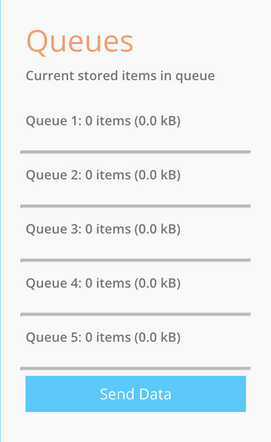 Queues
Current stored items in queue
Queue 1: 0 items (0.0 kB)
Queue 2: 0 items (0.0 kB)
Queue 3: 0 items (0.0 kB)
Queue 4: 0 items (0.0 kB)
Queue 5: 0 items (0.0 kB)
Send Data